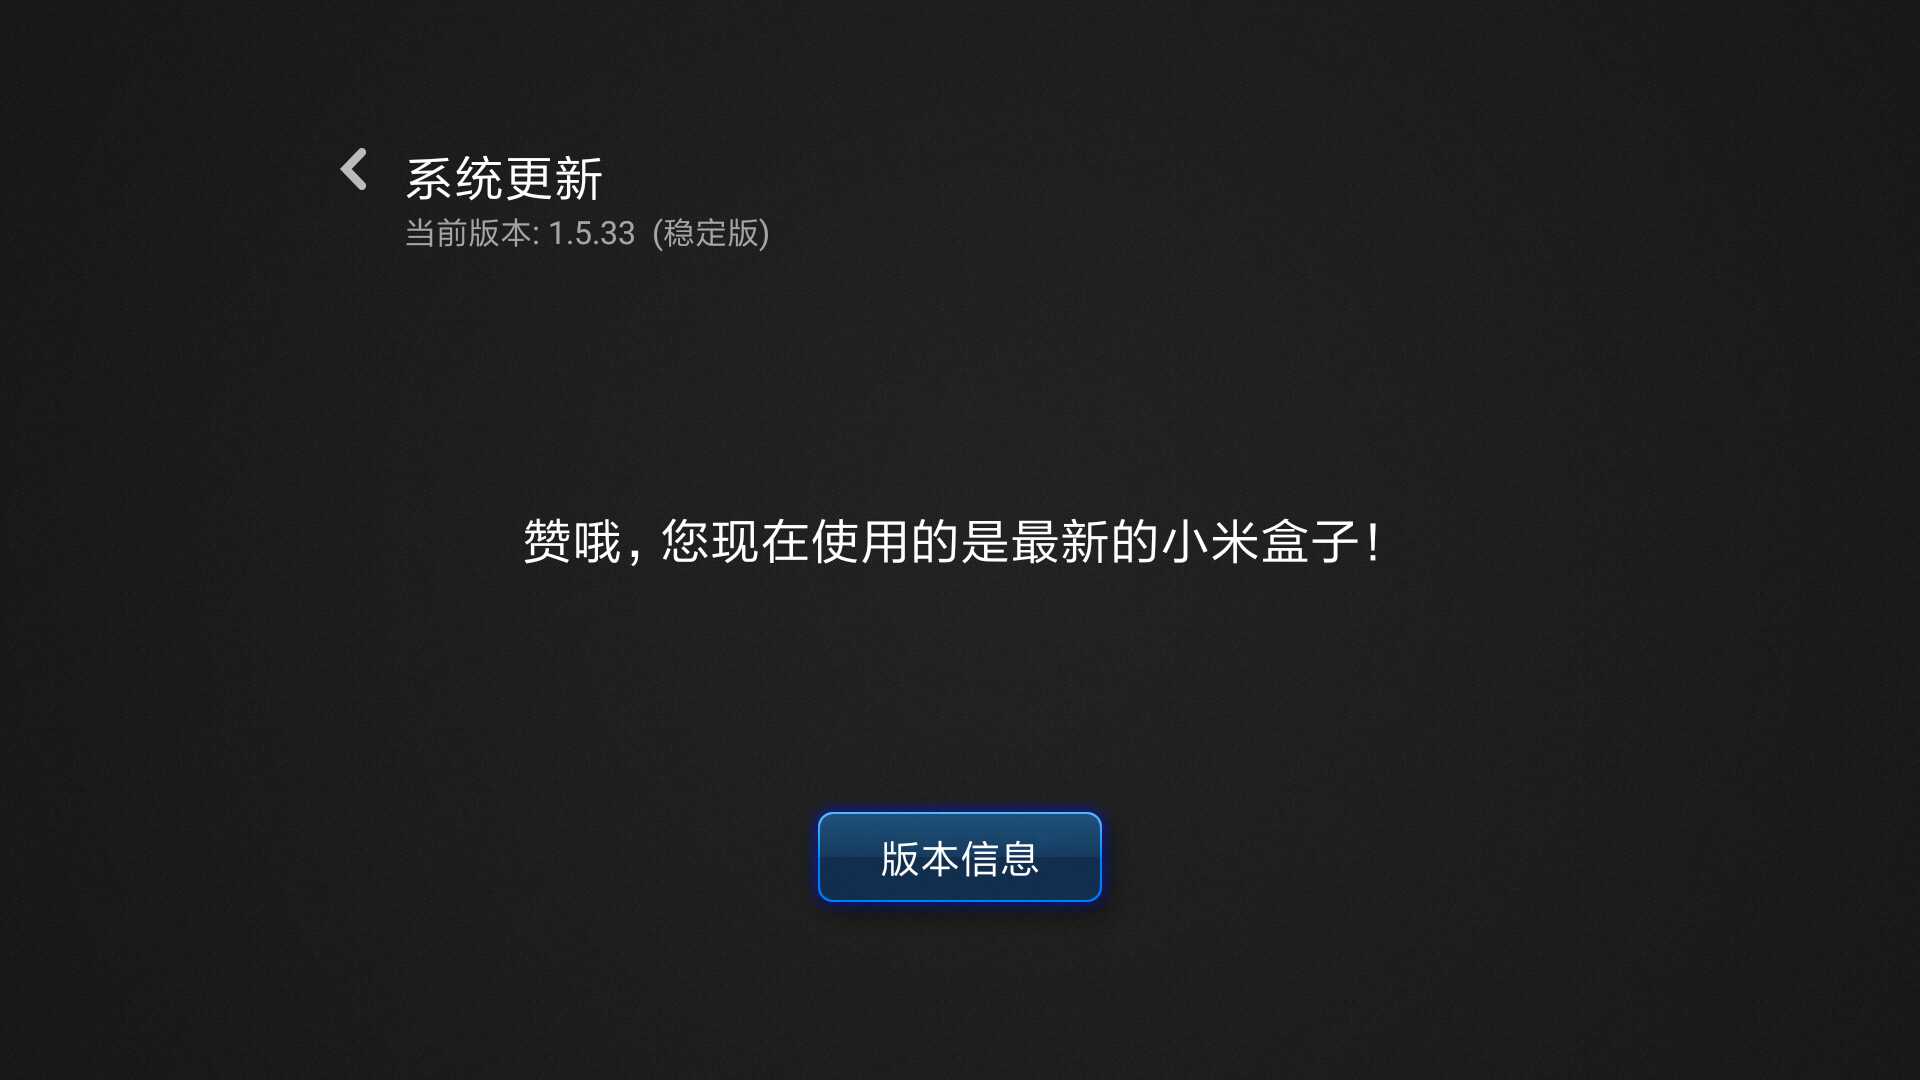 系统更新
当前版本: 1.5.33 (稳定版)
赞哦，您现在使用的是最新的小米盒子！
版本信息